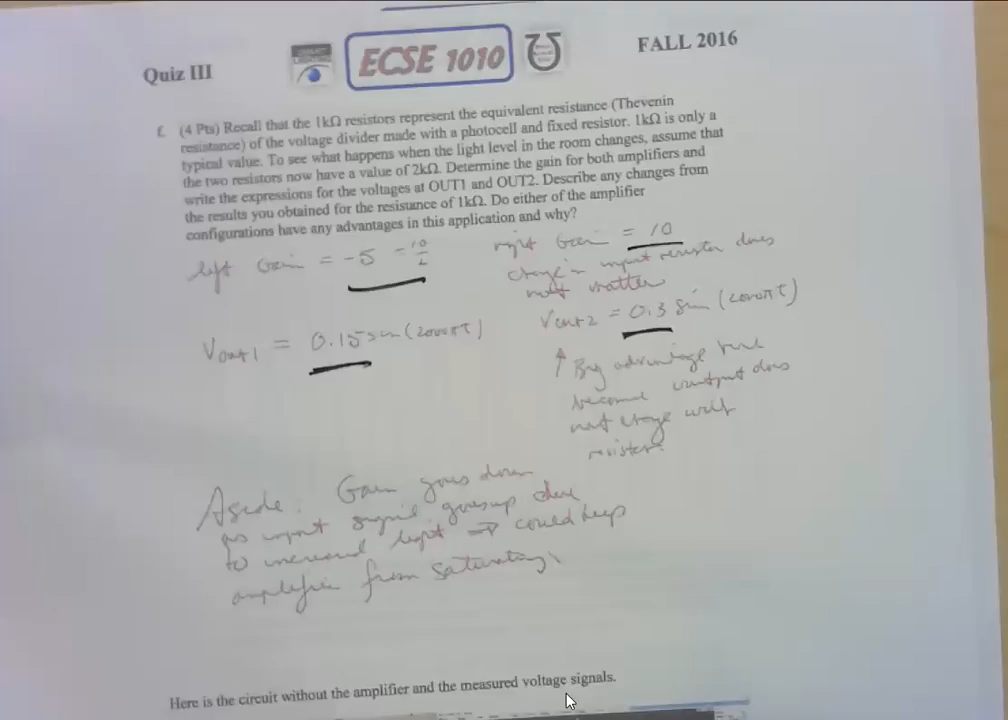 Quiz III
ECSE 1010
FALL 2016
f. (4 Pts) Recall that the 1kΩ resistors represent the equivalent resistance (Thevenin
resistance) of the voltage divider made with a photocell and fixed resistor. 1kΩ is only a
typical value. To see what happens when the light level in the room changes, assume that
the two resistors now have a value of 2kΩ. Determine the gain for both amplifiers and
write the expressions for the voltages at OUT1 and OUT2. Describe any changes from
the results you obtained for the resistance of 1kΩ. Do either of the amplifier
configurations have any advantages in this application and why?
left Gain = -5 -10/2
right Gain = 10
change in input resistor does
not matter
Vout1 = 0.15 sin(2000πt)
Vout2 = 0.3 sin(2000πt)
↑ Big advantage here
because output does
not change with
resistor.
Aside: Gain goes down
as input signal goes up due
to increased light ⇒ could keep
amplifier from saturating.
Here is the circuit without the amplifier and the measured voltage signals.